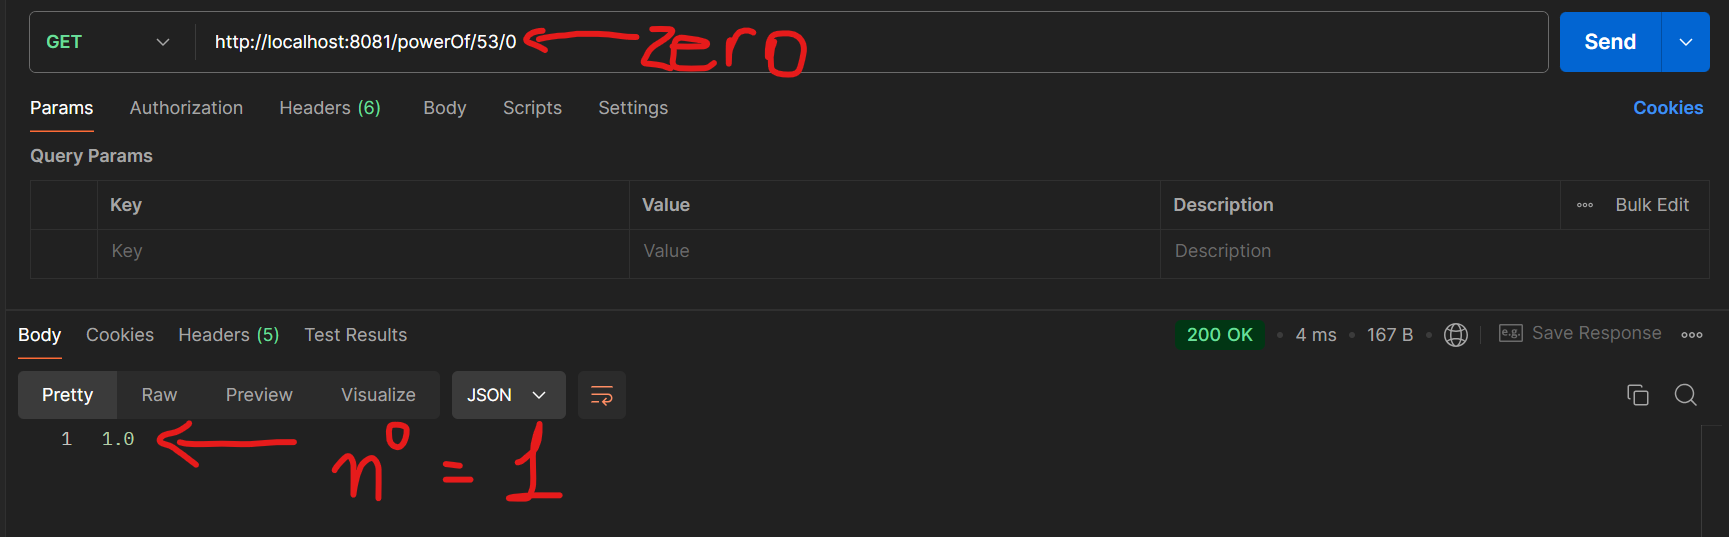 GET http://localhost:8081/powerOf/53/0 zero Send
Params Authorization Headers (6) Body Scripts Settings Cookies
Query Params
Key Value Description Bulk Edit
Key Value Description
Body Cookies Headers (5) Test Results 200 OK 4 ms 167 B e.g. Save Response
Pretty Raw Preview Visualize JSON
1 1.0
n⁰ = 1